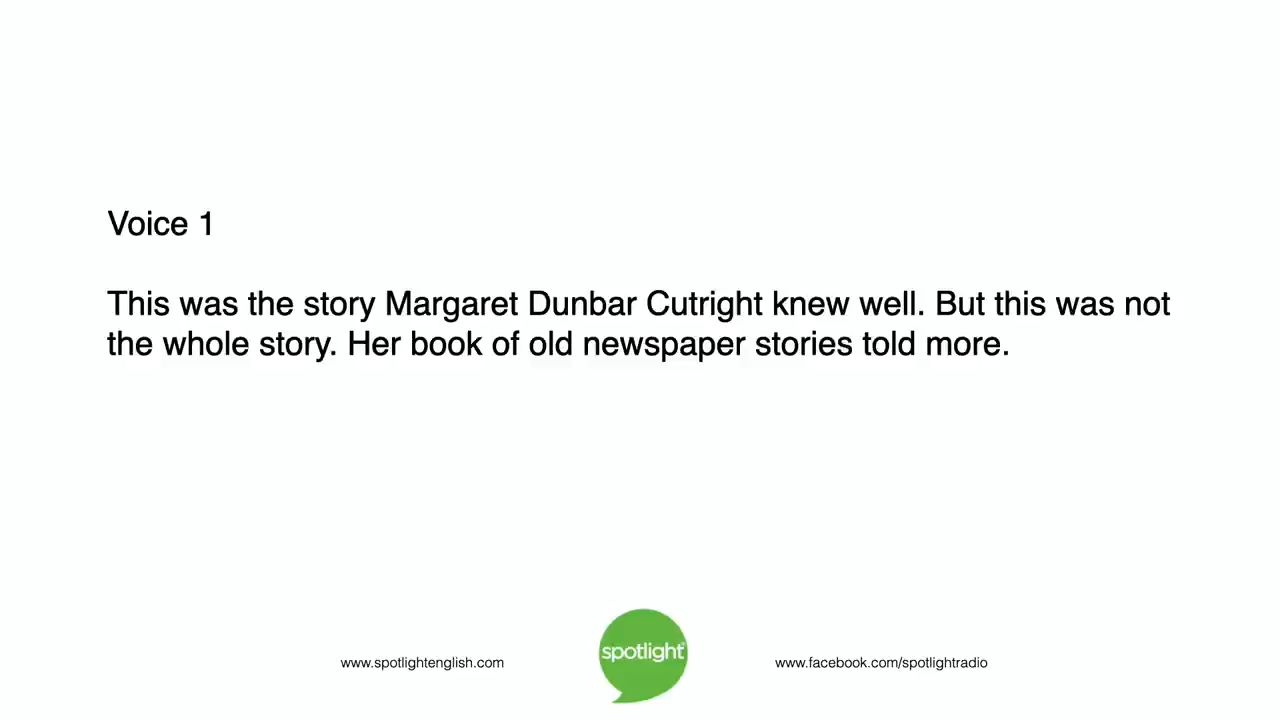 Voice 1
This was the story Margaret Dunbar Cutright knew well. But this was not
the whole story. Her book of old newspaper stories told more.
www.spotlightenglish.com
spotlight
www.facebook.com/spotlightradio